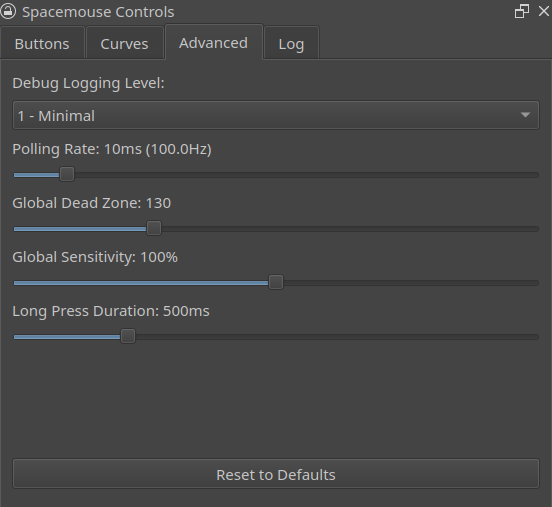 Spacemouse Controls
Buttons Curves Advanced Log
Debug Logging Level:
1 - Minimal
Polling Rate: 10ms (100.0Hz)
Global Dead Zone: 130
Global Sensitivity: 100%
Long Press Duration: 500ms
Reset to Defaults